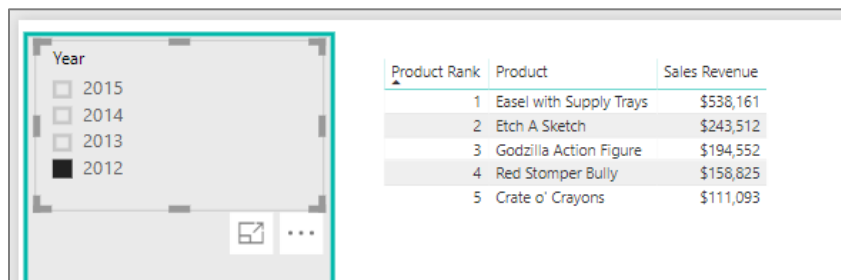 Year
2015
2014
2013
2012
Product Rank Product Sales Revenue
1 Easel with Supply Trays $538,161
2 Etch A Sketch $243,512
3 Godzilla Action Figure $194,552
4 Red Stomper Bully $158,825
5 Crate o' Crayons $111,093